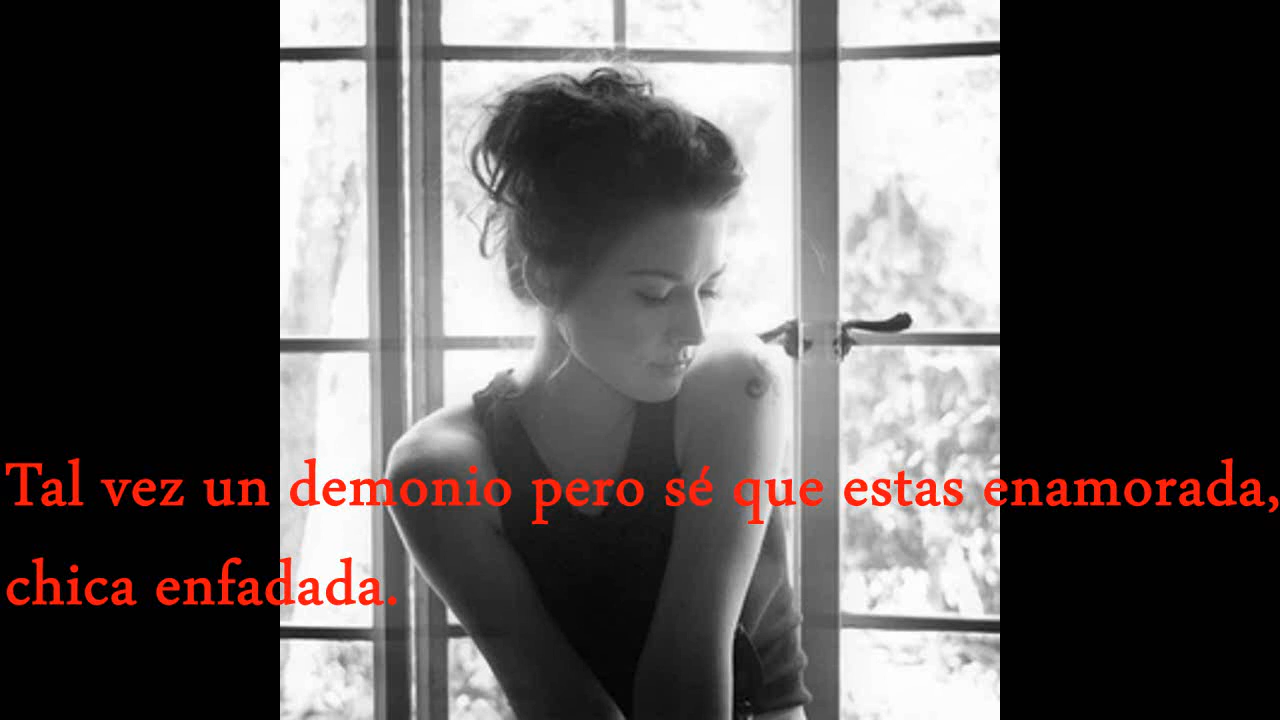 Tal vez un demonio pero sé que estas enamorada,
chica enfadada.